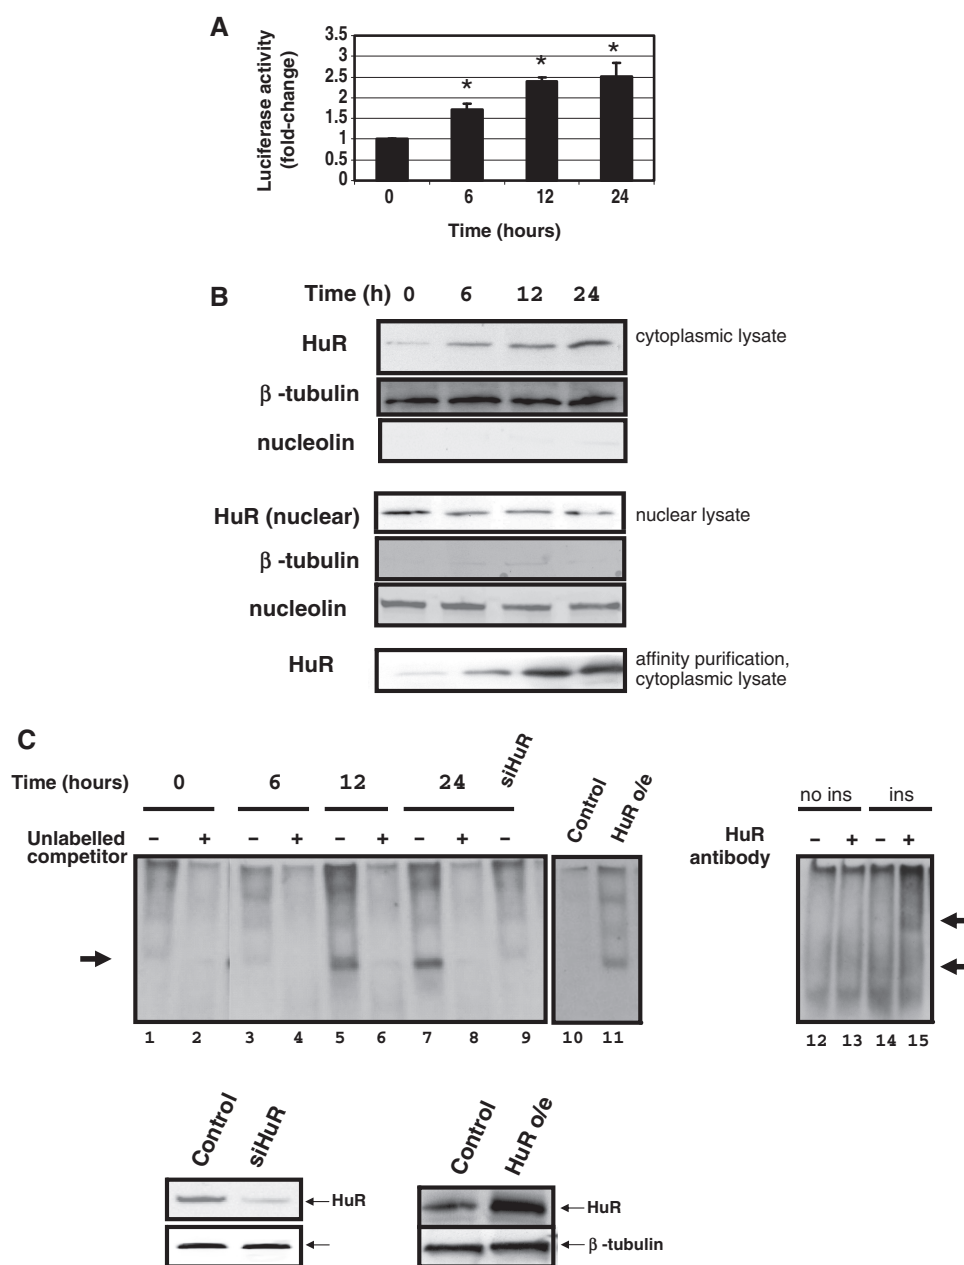 A
Luciferase activity
(fold-change)
3.5
3
2.5
2
1.5
1
0.5
0
* * *
0 6 12 24
Time (hours)
B
Time (h) 0 6 12 24
HuR cytoplasmic lysate
β -tubulin
nucleolin
HuR (nuclear) nuclear lysate
β -tubulin
nucleolin
HuR affinity purification,
cytoplasmic lysate
C
Time (hours) 0 6 12 24 siHuR Control HuR o/e
no ins ins
Unlabelled
competitor
– + – + – + – + –
HuR
antibody
– + – +
1 2 3 4 5 6 7 8 9 10 11 12 13 14 15
Control siHuR
HuR
Control HuR o/e
HuR
β -tubulin